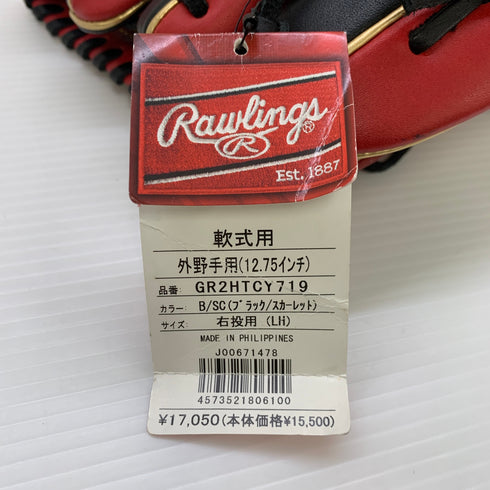 Rawlings®
R
Est. 1887
軟式用
外野手用(12.75インチ)
品番: GR2HTCY719
カラー: B/SC(ブラック/スカーレット)
サイズ: 右投用 (LH)
MADE IN PHILIPPINES
J00671478
4573521806100
¥17,050(本体価格¥15,500)